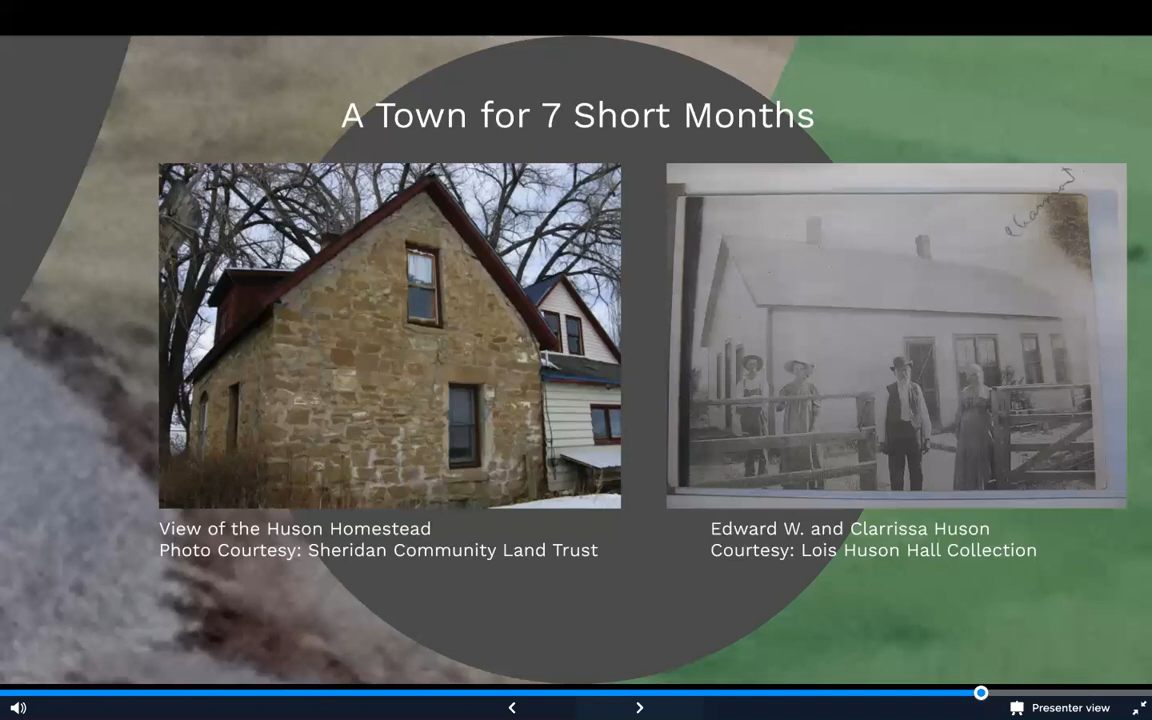 A Town for 7 Short Months
Clarrissa
View of the Huson Homestead
Photo Courtesy: Sheridan Community Land Trust
Edward W. and Clarrissa Huson
Courtesy: Lois Huson Hall Collection
Presenter view